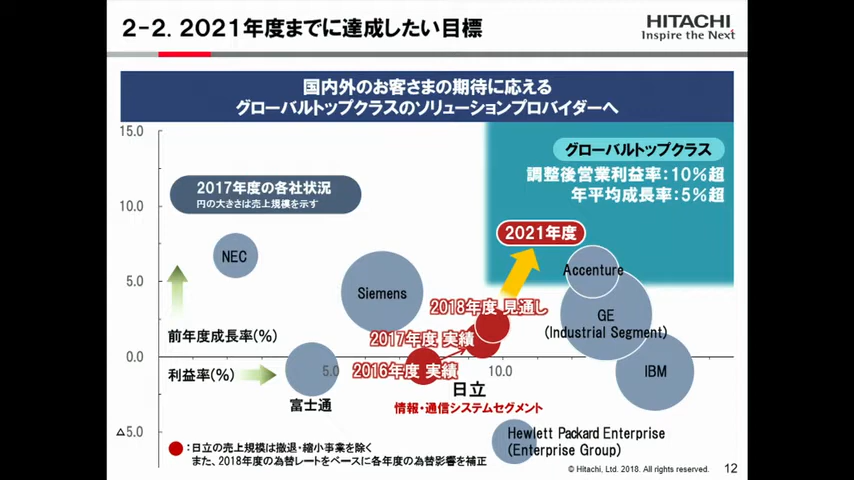 2-2. 2021年度までに達成したい目標
HITACHI
Inspire the Next
国内外のお客さまの期待に応える
グローバルトップクラスのソリューションプロバイダーへ
15.0
10.0
5.0
0.0
△5.0
5.0
10.0
グローバルトップクラス
調整後営業利益率:10%超
年平均成長率:5%超
2017年度の各社状況
円の大きさは売上規模を示す
2021年度
NEC
Siemens
Accenture
GE
(Industrial Segment)
IBM
2018年度 見通し
2017年度 実績
2016年度 実績
前年度成長率(%)
利益率(%)
富士通
日立
情報・通信システムセグメント
Hewlett Packard Enterprise
(Enterprise Group)
:日立の売上規模は撤退・縮小事業を除く
また、2018年度の為替レートをベースに各年度の為替影響を補正
© Hitachi, Ltd. 2018. All rights reserved.
12